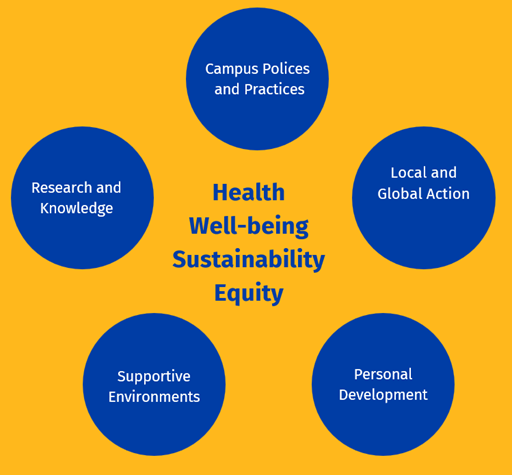 Campus Polices
and Practices
Research and
Knowledge
Local and
Global Action
Health
Well-being
Sustainability
Equity
Supportive
Environments
Personal
Development